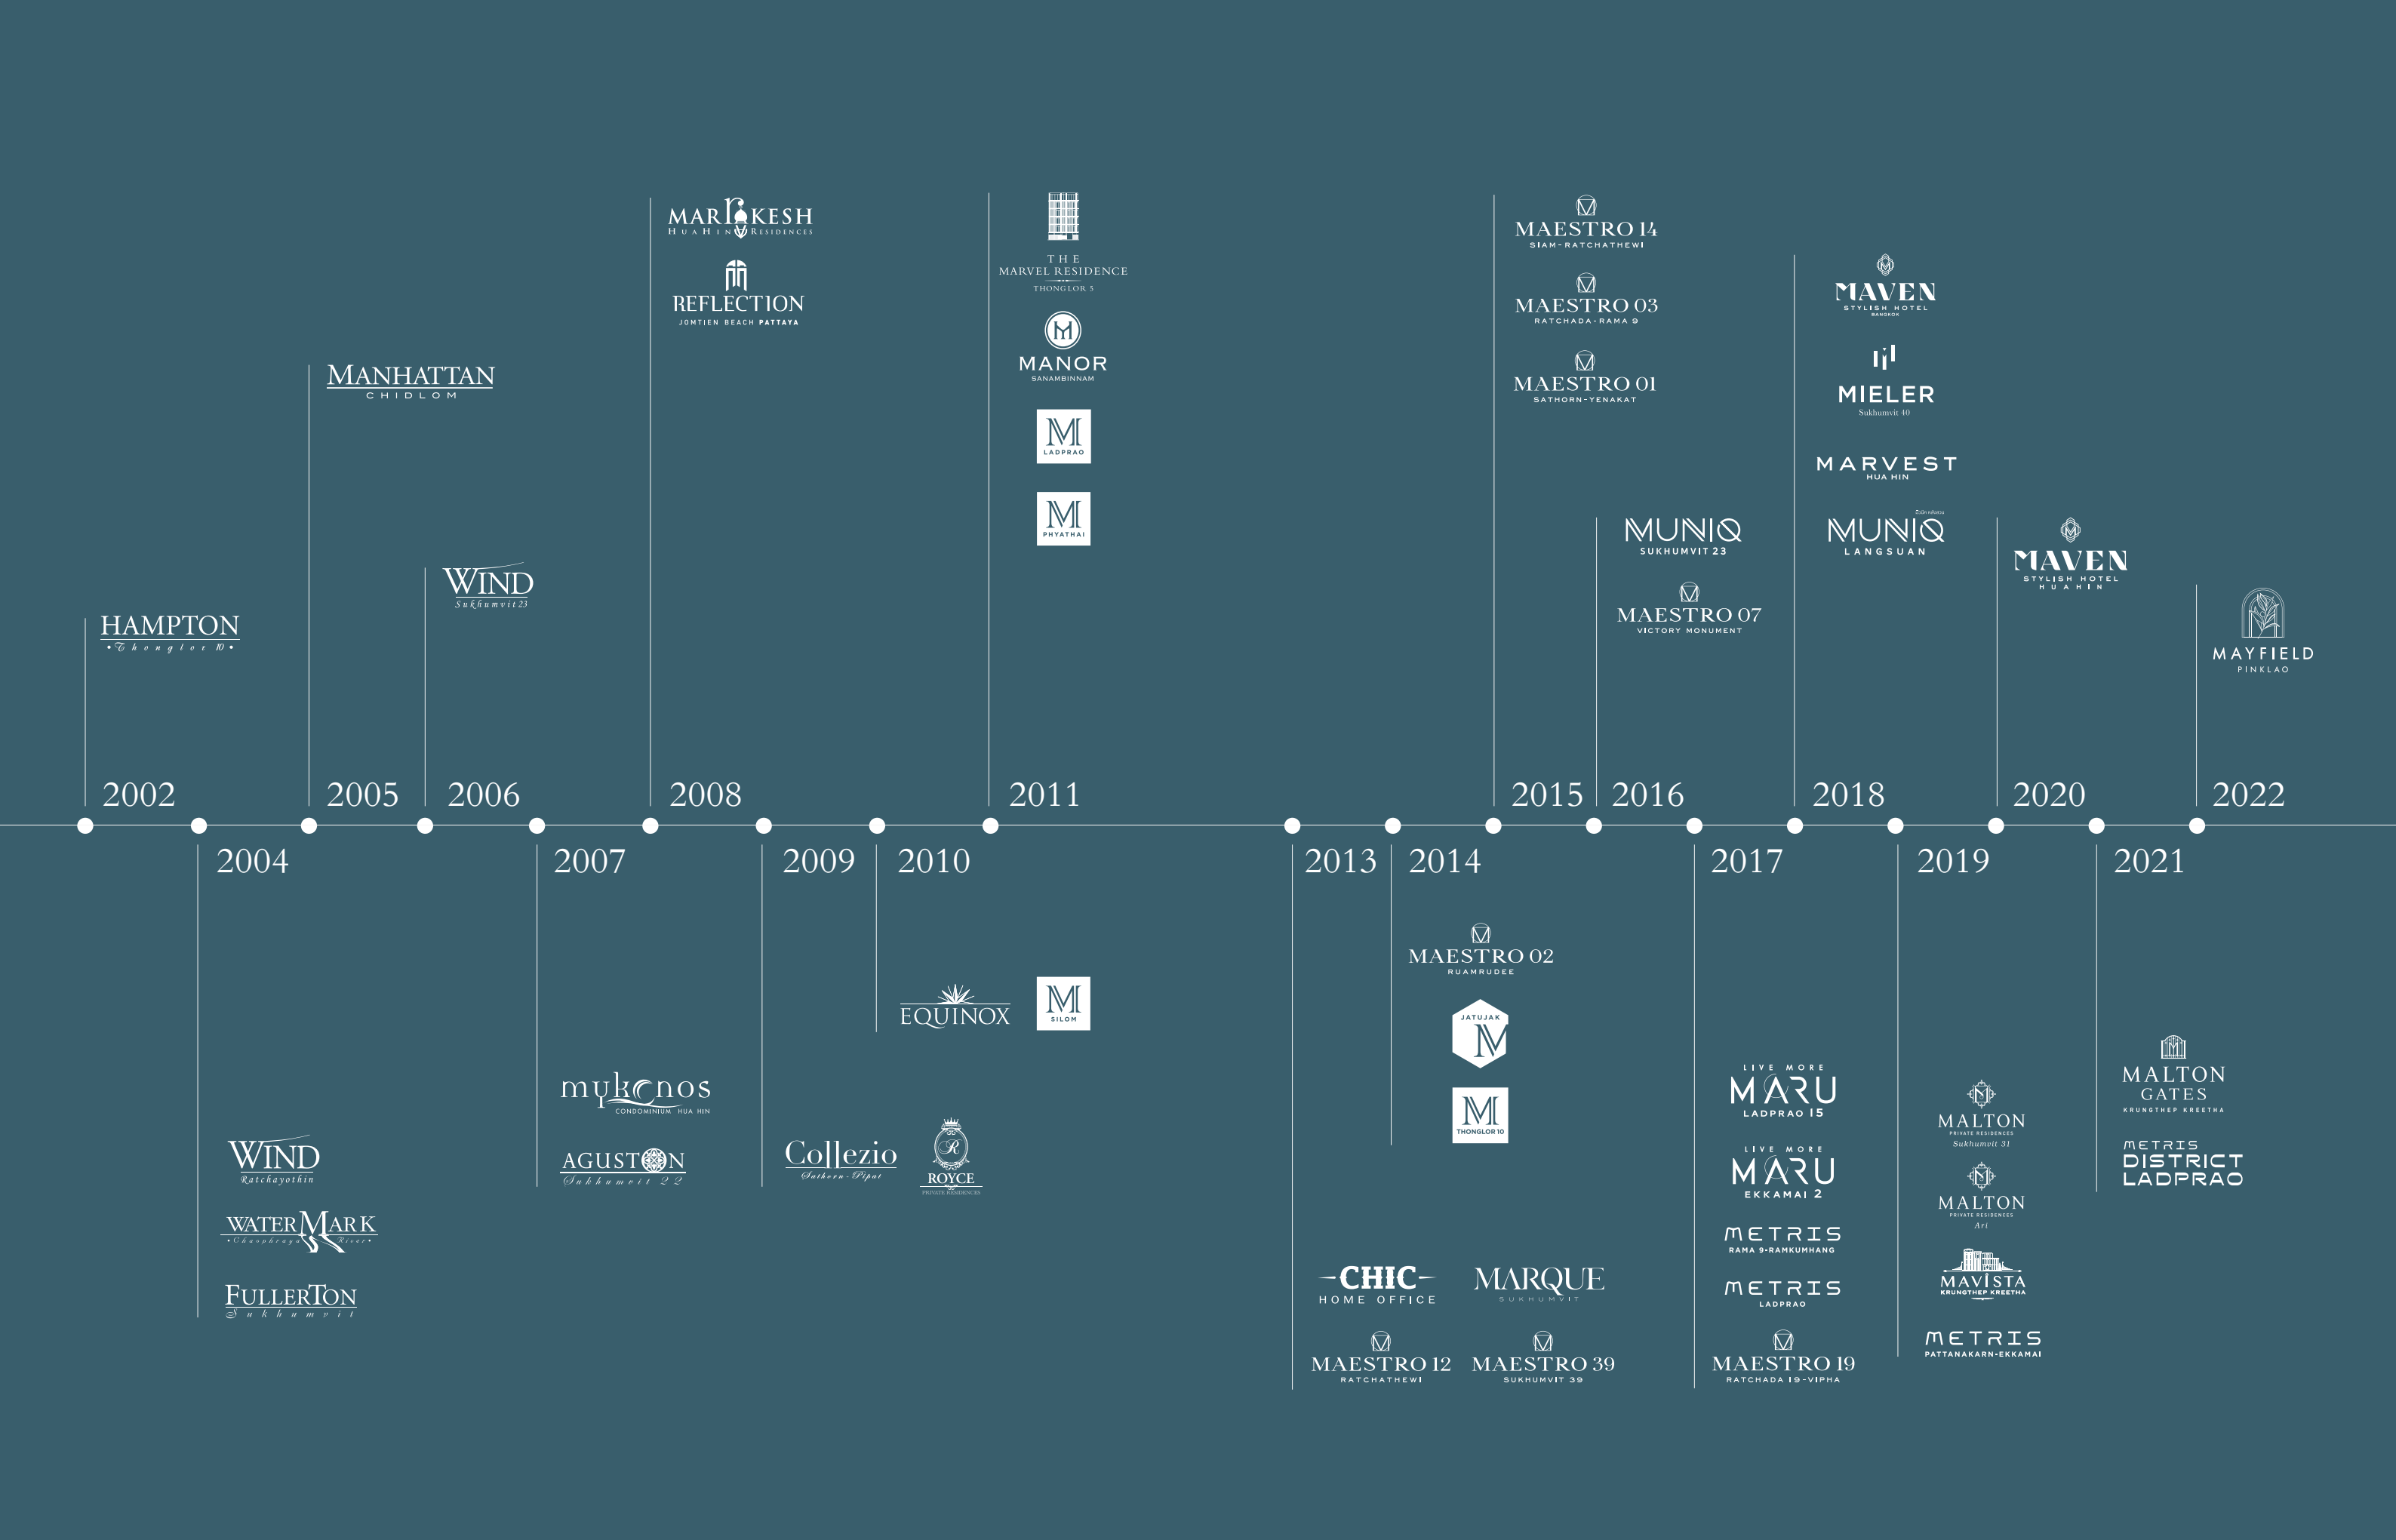 MARRAKESH
HUA HIN RESIDENCES
REFLECTION
JOMTIEN BEACH PATTAYA
THE
MARVEL RESIDENCE
THONGLOR 5
MANOR
SANAMBINNAM
M
LADPRAO
M
PHYATHAI
MAESTRO 14
SIAM-RATCHATHEWI
MAESTRO 03
RATCHADA-RAMA 9
MAESTRO 01
SATHORN-YENAKAT
MAVEN
STYLISH HOTEL
BANGKOK
MIELER
Sukhumvit 40
MARVEST
HUA HIN
MUNIQ
SUKHUMVIT 23
MUNIQ
LANGSUAN
MAESTRO 07
VICTORY MONUMENT
MAVEN
STYLISH HOTEL
HUA HIN
MAYFIELD
PINKLAO
MANHATTAN
CHIDLOM
WIND
Sukhumvit 23
HAMPTON
• Thonglor 10 •
2002
2005
2006
2008
2011
2015
2016
2018
2020
2022
2004
2007
2009
2010
2013
2014
2017
2019
2021
WIND
Ratchayothin
WATERMARK
• Chaophraya River •
FULLERTON
Sukhumvit
mykonos
CONDOMINIUM HUA HIN
AGUSTON
Sukhumvit 22
Collezio
Sathorn-Pipat
R
ROYCE
PRIVATE RESIDENCES
EQUINOX
M
SILOM
CHIC
HOME OFFICE
MARQUE
SUKHUMVIT
MAESTRO 12
RATCHATHEWI
MAESTRO 39
SUKHUMVIT 39
MAESTRO 02
RUAMRUDEE
JATUJAK
M
M
THONGLOR 10
LIVE MORE
MARU
LADPRAO 15
LIVE MORE
MARU
EKKAMAI 2
METRIS
RAMA 9-RAMKUMHANG
METRIS
LADPRAO
MAESTRO 19
RATCHADA 19-VIPHA
MALTON
PRIVATE RESIDENCES
Sukhumvit 31
MALTON
PRIVATE RESIDENCES
Ari
MAVISTA
KRUNGTHEP KREETHA
METRIS
PATTANAKARN-EKKAMAI
MALTON
GATES
KRUNGTHEP KREETHA
METRIS
DISTRICT
LADPRAO